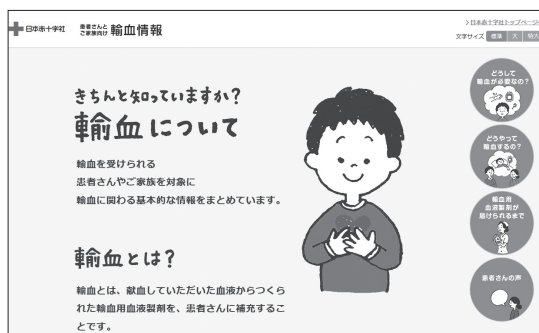 日本赤十字社 患者さんとご家族向け 輸血情報
>日本赤十字社トップページへ
文字サイズ 標準 大 特大
きちんと知っていますか?
輸血について
輸血を受けられる
患者さんやご家族を対象に
輸血に関わる基本的な情報をまとめています。
輸血とは?
輸血とは、献血していただいた血液からつくら
れた輸血用血液製剤を、患者さんに補充するこ
とです。
どうして
輸血が必要なの?
どうやって
輸血するの?
輸血用
血液製剤が
届けられるまで
患者さんの声